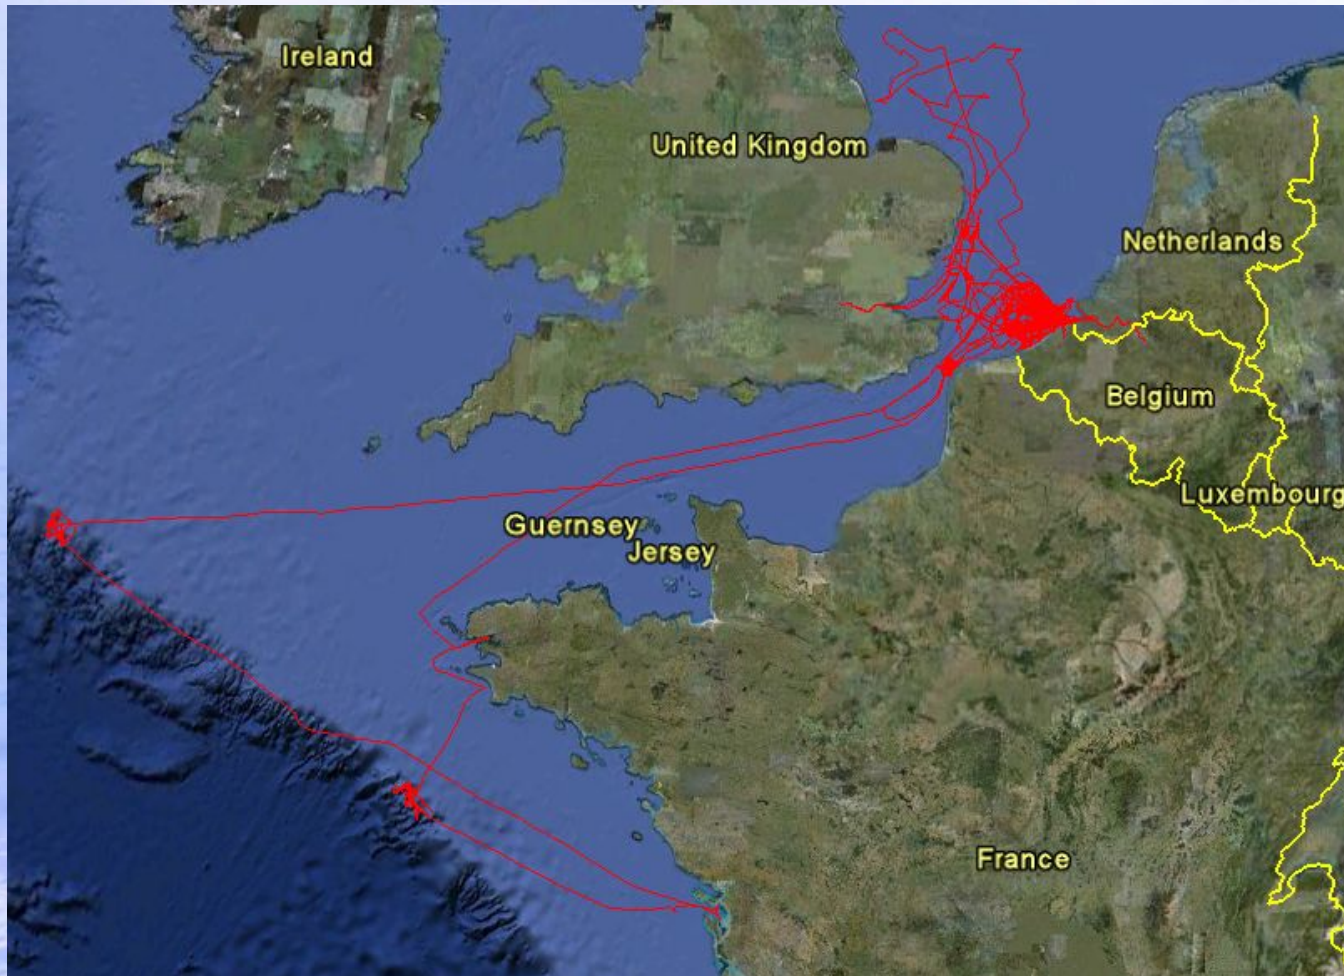 Ireland
United Kingdom
Netherlands
Belgium
Luxembourg
Guernsey
Jersey
France